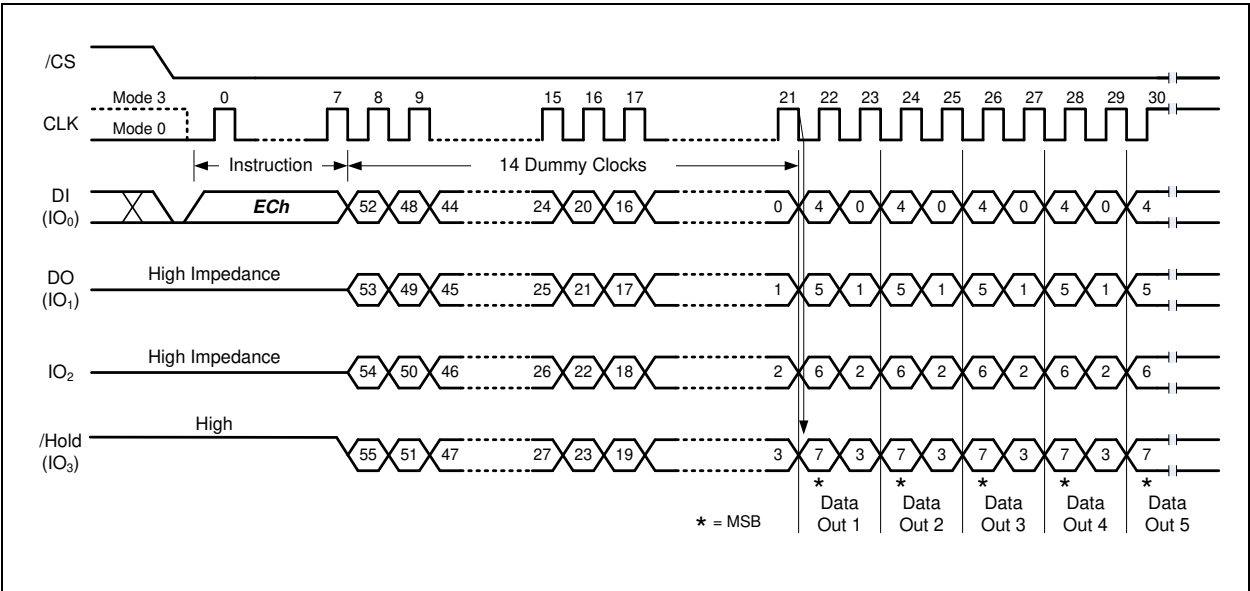 /CS
Mode 3 0 7 8 9 15 16 17 21 22 23 24 25 26 27 28 29 30
CLK
Mode 0
Instruction 14 Dummy Clocks
DI
(IO0)
ECh 52 48 44 24 20 16 0 4 0 4 0 4 0 4 0 4
DO
(IO1)
High Impedance
53 49 45 25 21 17 1 5 1 5 1 5 1 5 1 5
IO2
High Impedance
54 50 46 26 22 18 2 6 2 6 2 6 2 6 2 6
/Hold
(IO3)
High
55 51 47 27 23 19 3 7 3 7 3 7 3 7 3 7
* * * * *
Data Out 1
Data Out 2
Data Out 3
Data Out 4
Data Out 5
* = MSB